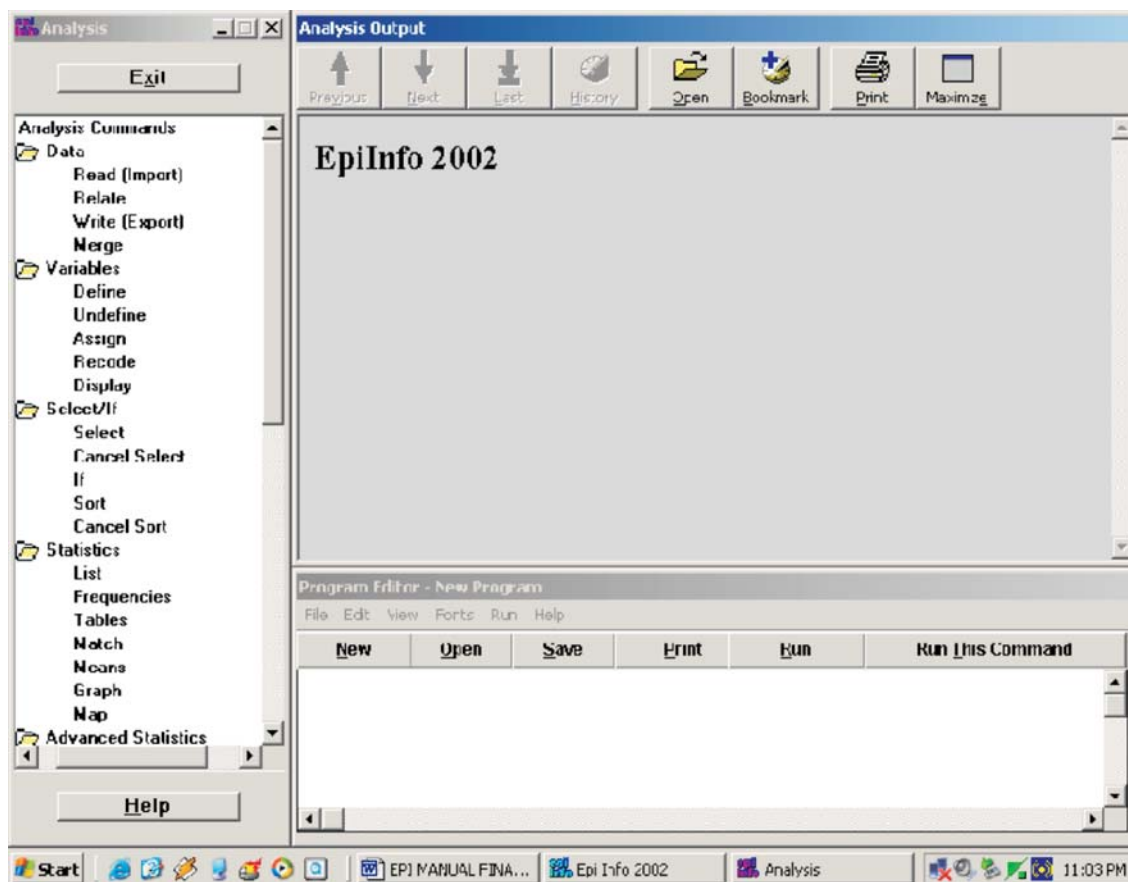 Analysis
Exit
Analysis Commands
Data
Read (Import)
Relate
Write (Export)
Merge
Variables
Define
Undefine
Assign
Recode
Display
Select/If
Select
Cancel Select
If
Sort
Cancel Sort
Statistics
List
Frequencies
Tables
Match
Means
Graph
Map
Advanced Statistics
Help
Analysis Output
Previous Next Last History Open Bookmark Print Maximize
EpiInfo 2002
Program Editor - New Program
File Edit View Fonts Run Help
New Open Save Print Run Run This Command
Start EPI MANUAL FINA... Epi Info 2002 Analysis 11:03 PM